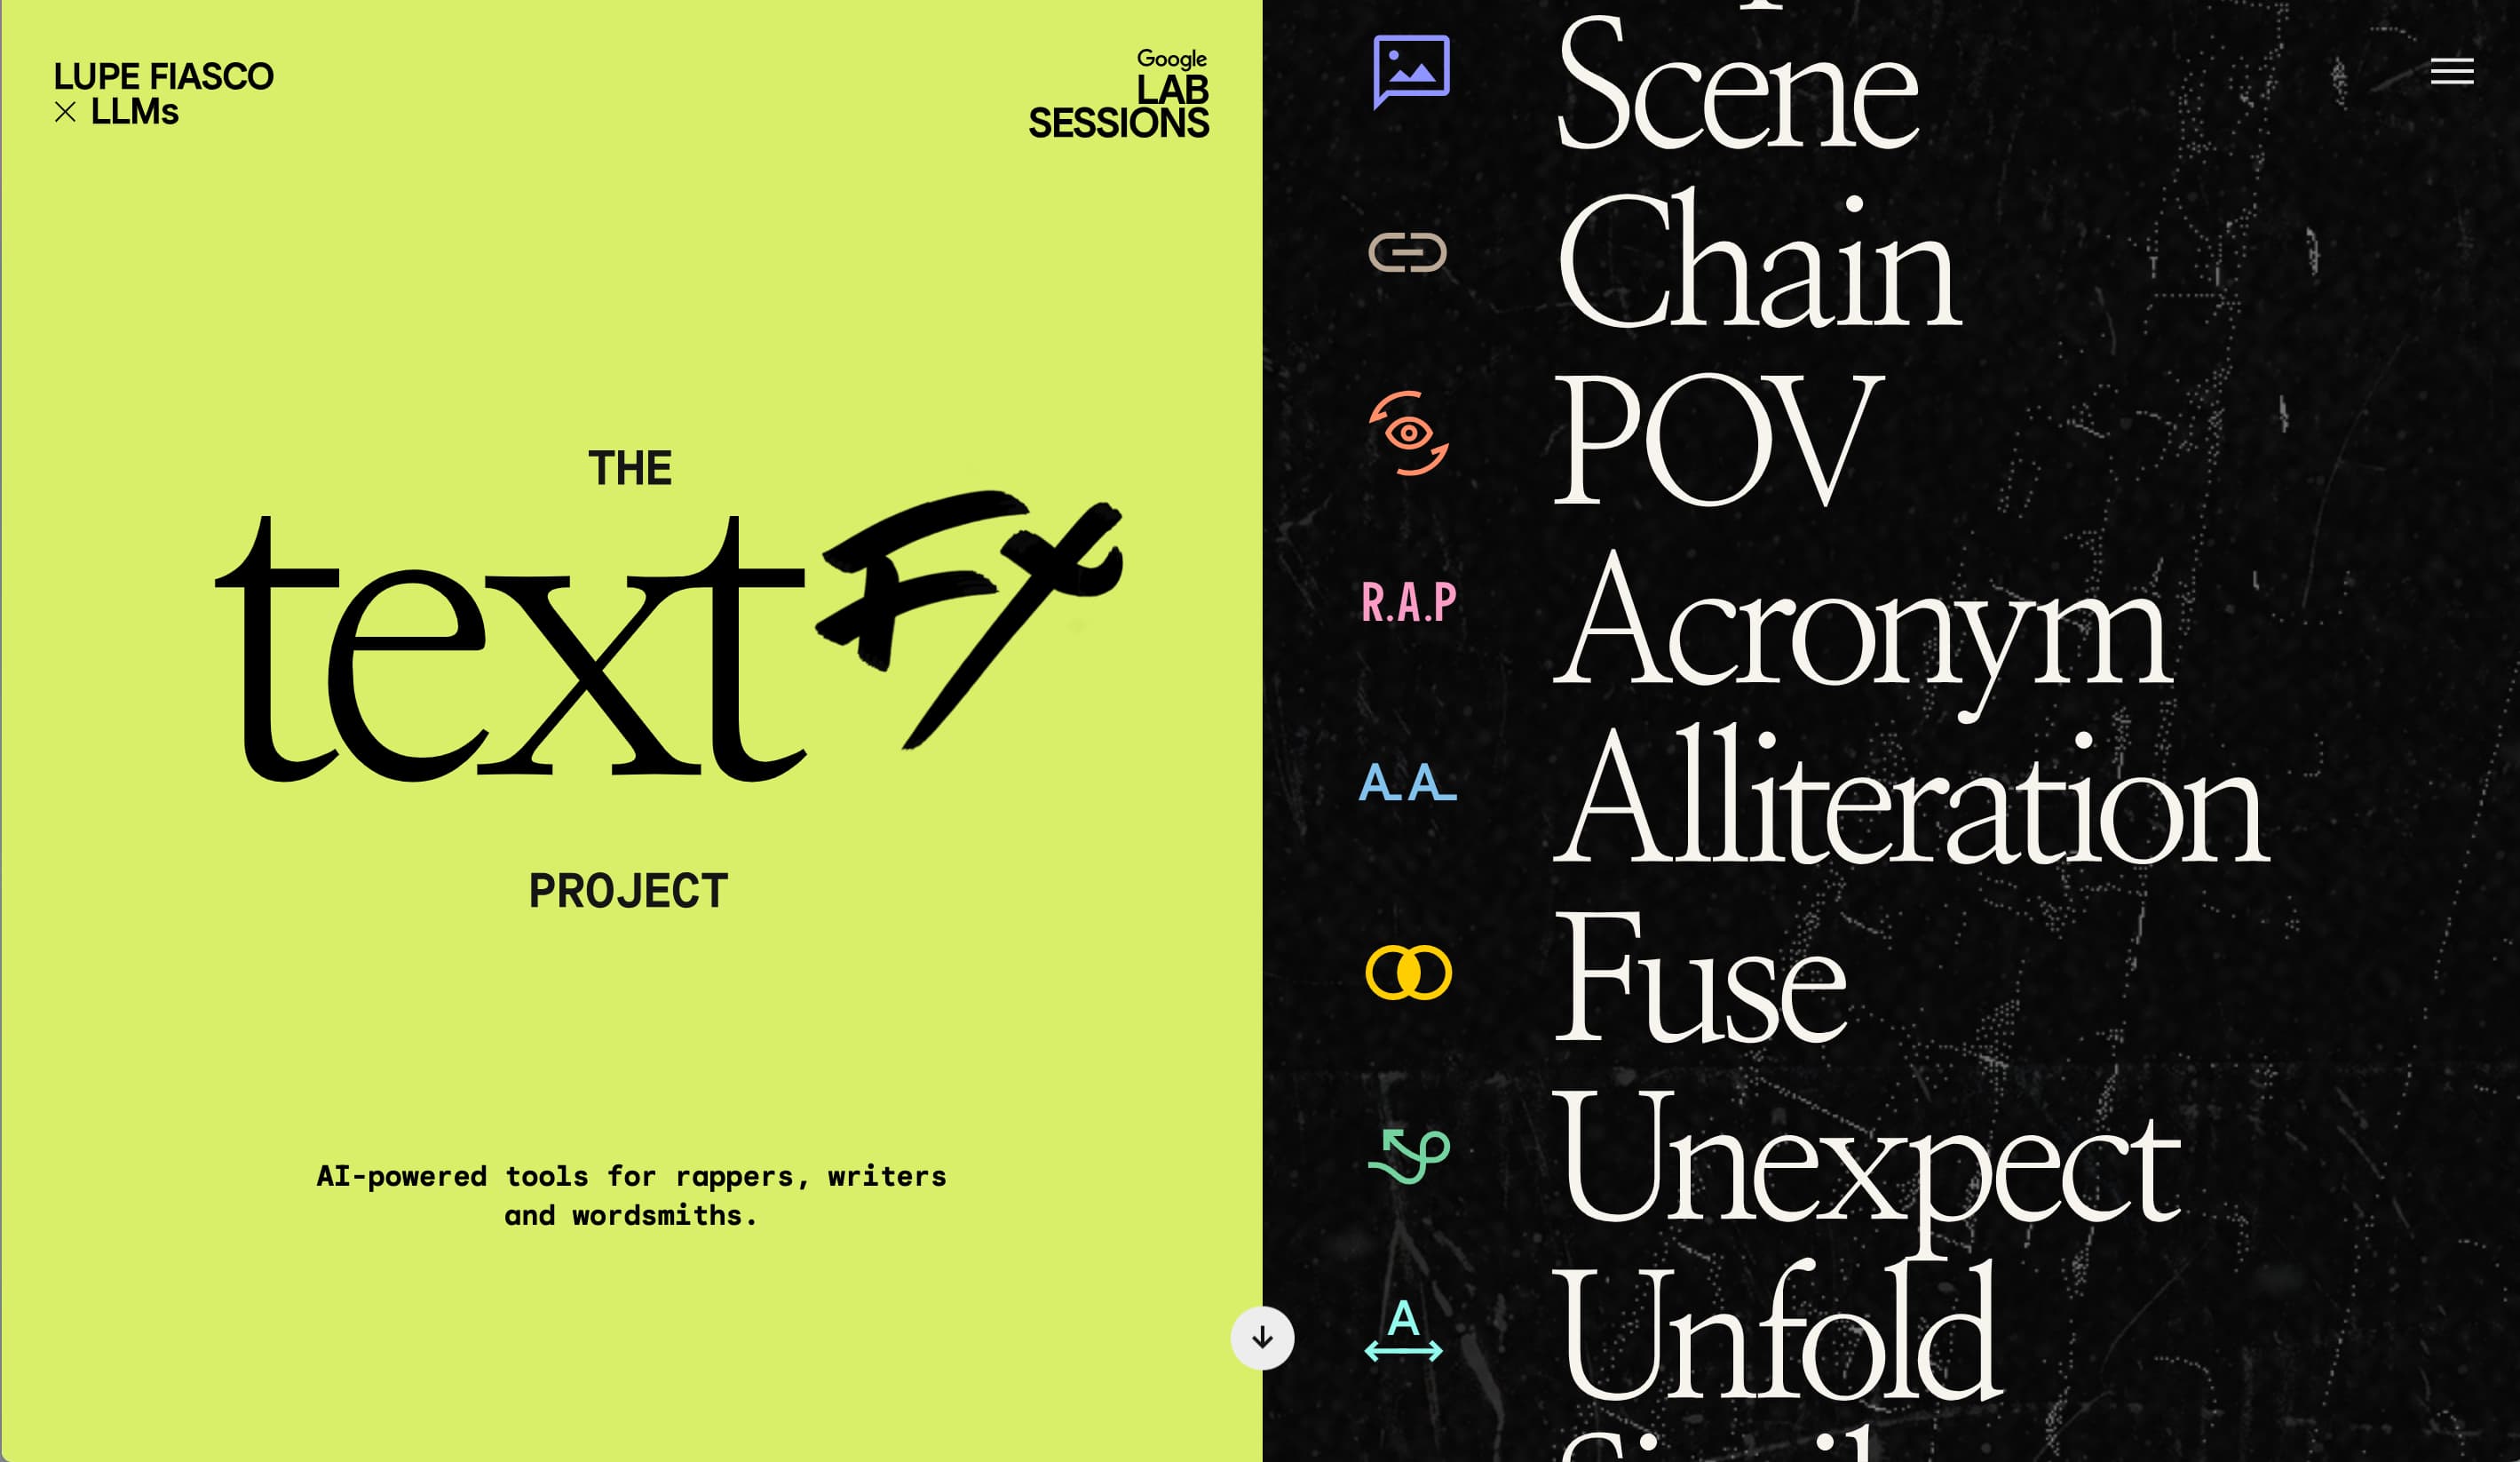 LUPE FIASCO
× LLMs
Google
LAB
SESSIONS
THE
textFX
PROJECT
AI-powered tools for rappers, writers
and wordsmiths.
Scene
Chain
POV
R.A.P
Acronym
A_A_
Alliteration
Fuse
Unexpect
A
Unfold